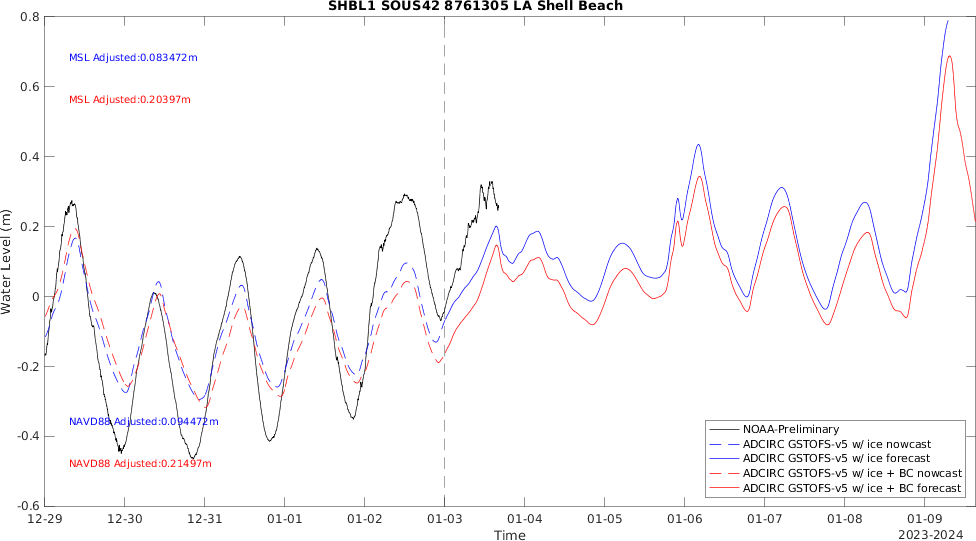 SHBL1 SOUS42 8761305 LA Shell Beach
0.8
0.6
0.4
0.2
0
-0.2
-0.4
-0.6
Water Level (m)
MSL Adjusted:0.083472m
MSL Adjusted:0.20397m
NAVD88 Adjusted:0.094472m
NAVD88 Adjusted:0.21497m
NOAA-Preliminary
ADCIRC GSTOFS-v5 w/ ice nowcast
ADCIRC GSTOFS-v5 w/ ice forecast
ADCIRC GSTOFS-v5 w/ ice + BC nowcast
ADCIRC GSTOFS-v5 w/ ice + BC forecast
12-29 12-30 12-31 01-01 01-02 01-03 01-04 01-05 01-06 01-07 01-08 01-09
Time
2023-2024